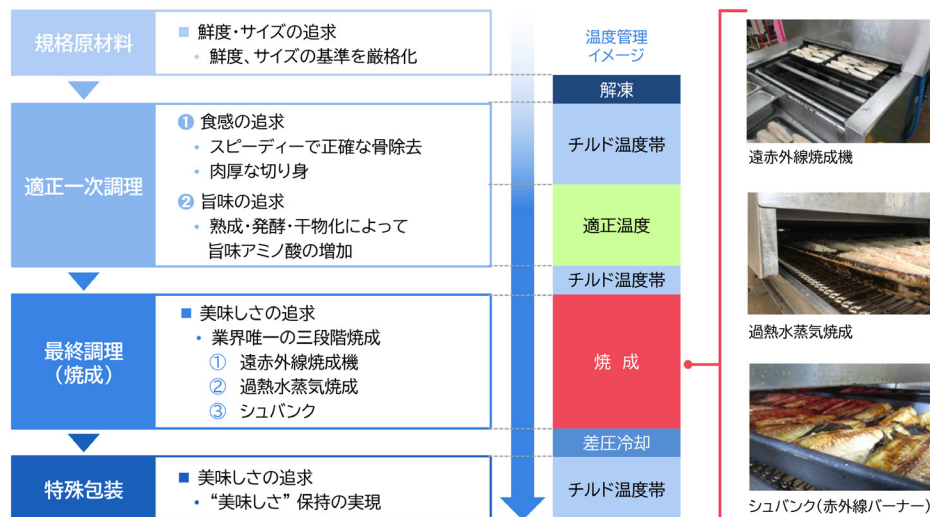 規格原材料
■ 鮮度・サイズの追求
・ 鮮度、サイズの基準を厳格化
適正一次調理
❶ 食感の追求
・ スピーディーで正確な骨除去
・ 肉厚な切り身
❷ 旨味の追求
・ 熟成・発酵・干物化によって
旨味アミノ酸の増加
最終調理
（焼成）
■ 美味しさの追求
・ 業界唯一の三段階焼成
① 遠赤外線焼成機
② 過熱水蒸気焼成
③ シュバンク
特殊包装
■ 美味しさの追求
・ “美味しさ” 保持の実現
温度管理
イメージ
解凍
チルド温度帯
適正温度
チルド温度帯
焼 成
差圧冷却
チルド温度帯
遠赤外線焼成機
過熱水蒸気焼成
シュバンク(赤外線バーナー)